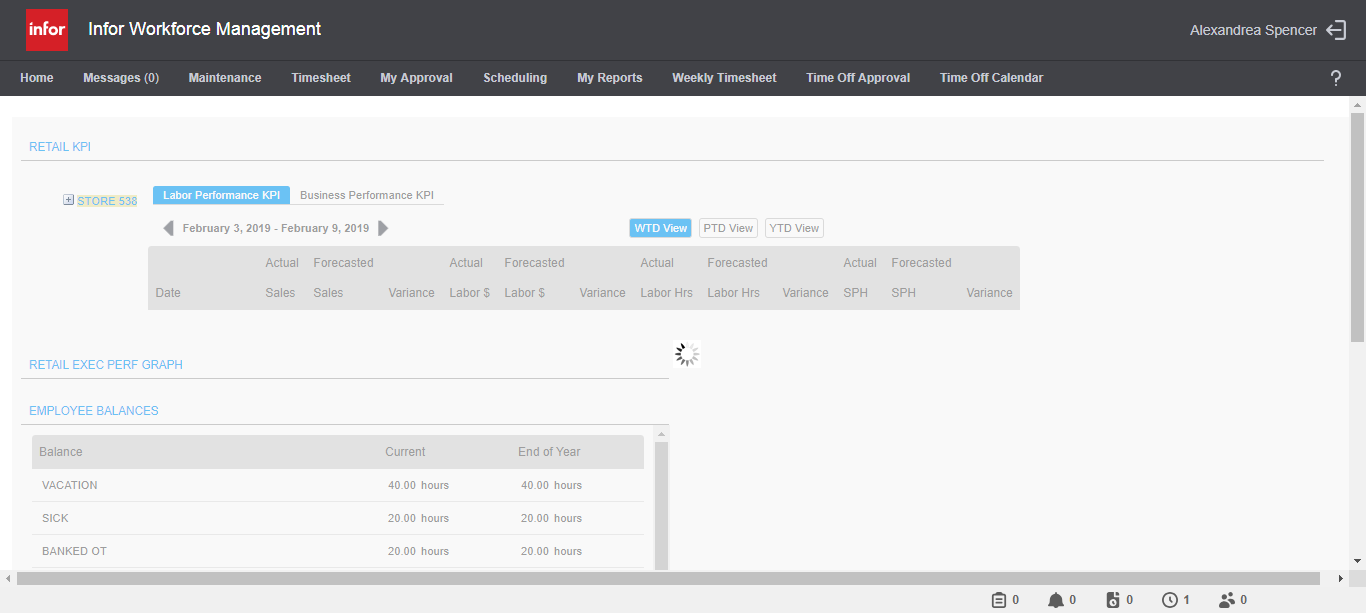 infor Infor Workforce Management Alexandrea Spencer
Home Messages (0) Maintenance Timesheet My Approval Scheduling My Reports Weekly Timesheet Time Off Approval Time Off Calendar ?
RETAIL KPI
STORE 538 Labor Performance KPI Business Performance KPI
February 3, 2019 - February 9, 2019 WTD View PTD View YTD View
Actual Forecasted Actual Forecasted Actual Forecasted Actual Forecasted
Date Sales Sales Variance Labor $ Labor $ Variance Labor Hrs Labor Hrs Variance SPH SPH Variance
RETAIL EXEC PERF GRAPH
EMPLOYEE BALANCES
Balance Current End of Year
VACATION 40.00 hours 40.00 hours
SICK 20.00 hours 20.00 hours
BANKED OT 20.00 hours 20.00 hours
0 0 0 1 0